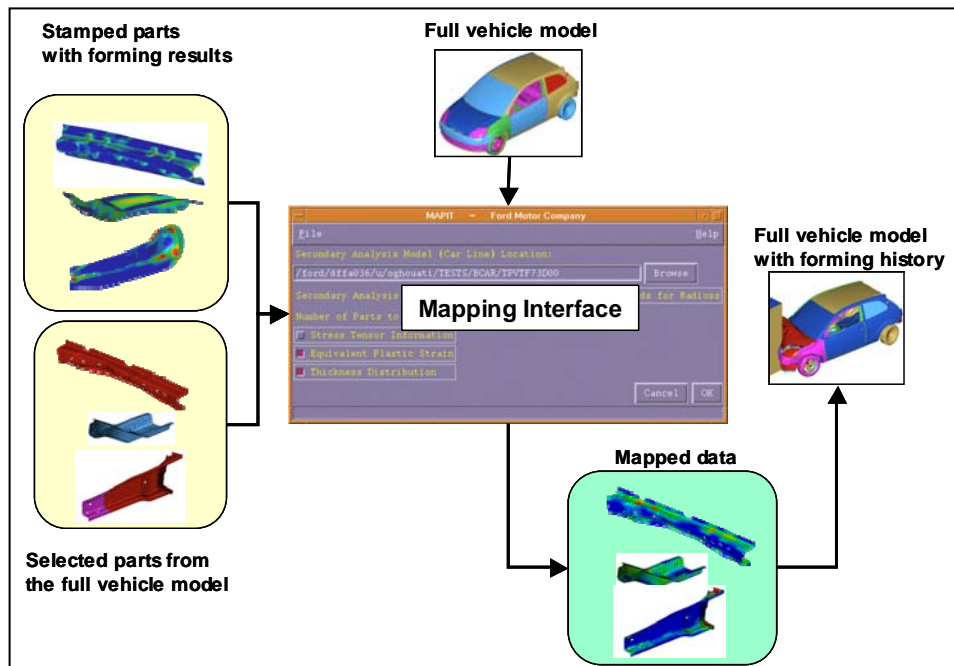 Stamped parts
with forming results
Full vehicle model
MAPIT – Ford Motor Company
File Help
Secondary Analysis Model (Car Line) Location:
/ford/dffa036/u/oghouati/TESTS/BCAR/TPVTF73D00 Browse
Secondary Analysis ds for Radioss
Mapping Interface
Number of Parts to
Stress Tensor Information
Equivalent Plastic Strain
Thickness Distribution
Cancel OK
Full vehicle model
with forming history
Mapped data
Selected parts from
the full vehicle model